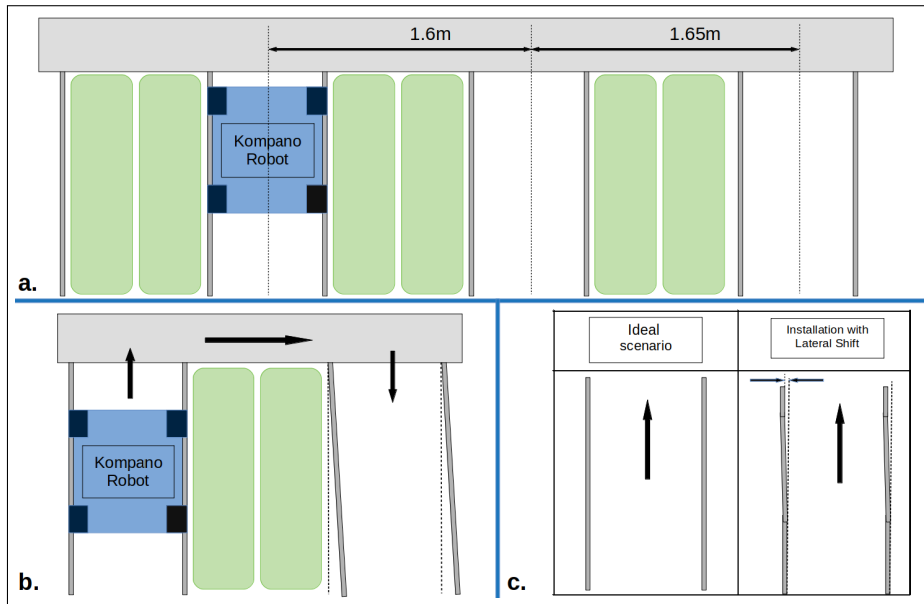 1.6m
1.65m
Kompano
Robot
a.
Kompano
Robot
b.
Ideal
scenario
Installation with
Lateral Shift
c.